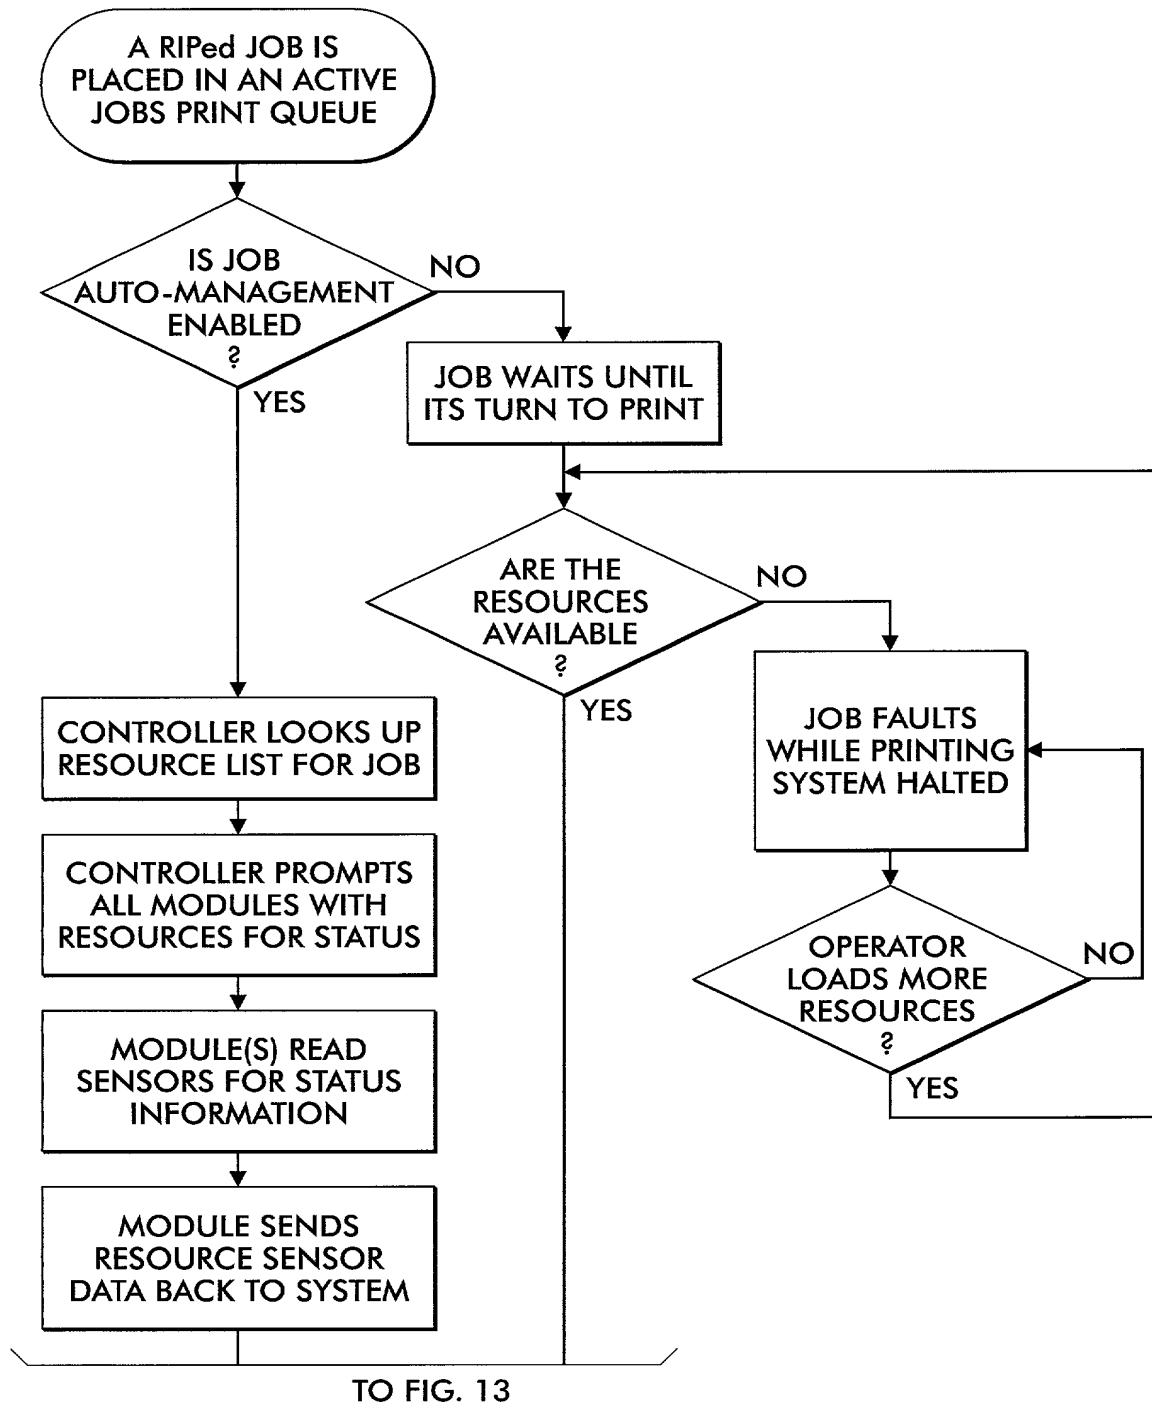 A RIPed JOB IS
PLACED IN AN ACTIVE
JOBS PRINT QUEUE
IS JOB
AUTO-MANAGEMENT
ENABLED
?
NO
YES
JOB WAITS UNTIL
ITS TURN TO PRINT
ARE THE
RESOURCES
AVAILABLE
?
NO
YES
JOB FAULTS
WHILE PRINTING
SYSTEM HALTED
OPERATOR
LOADS MORE
RESOURCES
?
NO
YES
CONTROLLER LOOKS UP
RESOURCE LIST FOR JOB
CONTROLLER PROMPTS
ALL MODULES WITH
RESOURCES FOR STATUS
MODULE(S) READ
SENSORS FOR STATUS
INFORMATION
MODULE SENDS
RESOURCE SENSOR
DATA BACK TO SYSTEM
TO FIG. 13